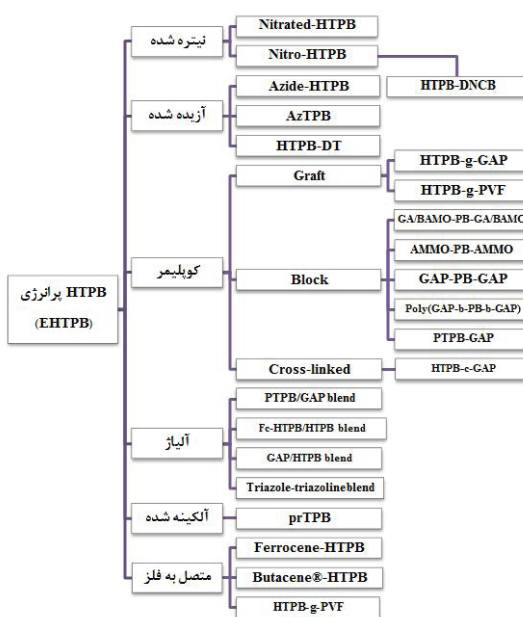 HTPB پرانرژی
(EHTPB)
نیتره شده
Nitrated-HTPB
Nitro-HTPB
HTPB-DNCB
آزیده شده
Azide-HTPB
AzTPB
HTPB-DT
کوپلیمر
Graft
HTPB-g-GAP
HTPB-g-PVF
Block
GA/BAMO-PB-GA/BAMO
AMMO-PB-AMMO
GAP-PB-GAP
Poly(GAP-b-PB-b-GAP)
PTPB-GAP
Cross-linked
HTPB-c-GAP
آلیاژ
PTPB/GAP blend
Fc-HTPB/HTPB blend
GAP/HTPB blend
Triazole-triazolineblend
آلکینه شده
prTPB
متصل به فلز
Ferrocene-HTPB
Butacene®-HTPB
HTPB-g-PVF